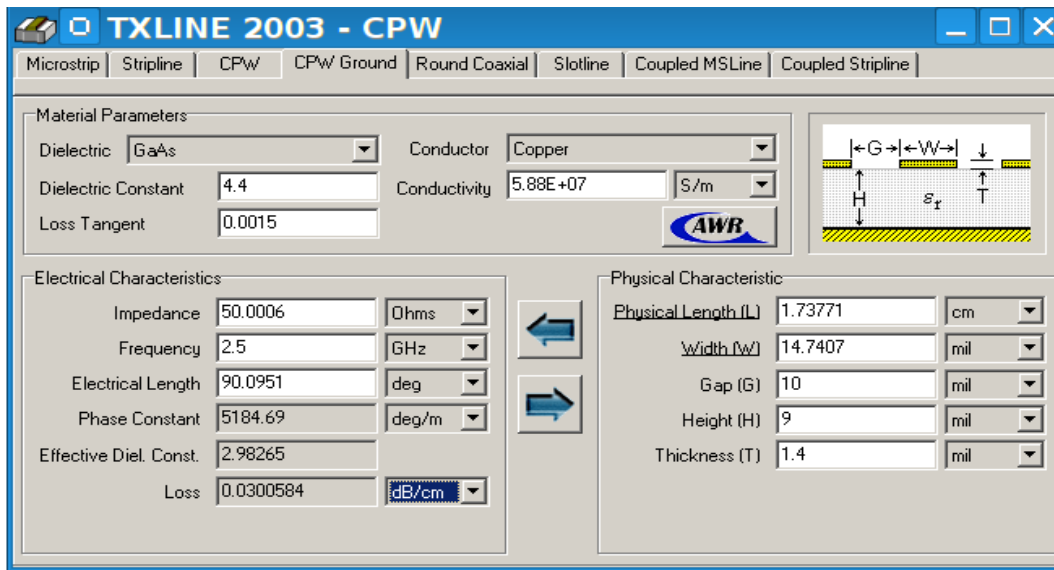 TXLINE 2003 - CPW
Microstrip Stripline CPW CPW Ground Round Coaxial Slotline Coupled MSLine Coupled Stripline
Material Parameters
Dielectric GaAs Conductor Copper
Dielectric Constant 4.4 Conductivity 5.88E+07 S/m
Loss Tangent 0.0015 AWR
G W
H εr T
Electrical Characteristics
Impedance 50.0006 Ohms
Frequency 2.5 GHz
Electrical Length 90.0951 deg
Phase Constant 5184.69 deg/m
Effective Diel. Const. 2.98265
Loss 0.0300584 dB/cm
Physical Characteristic
Physical Length (L) 1.73771 cm
Width (W) 14.7407 mil
Gap (G) 10 mil
Height (H) 9 mil
Thickness (T) 1.4 mil